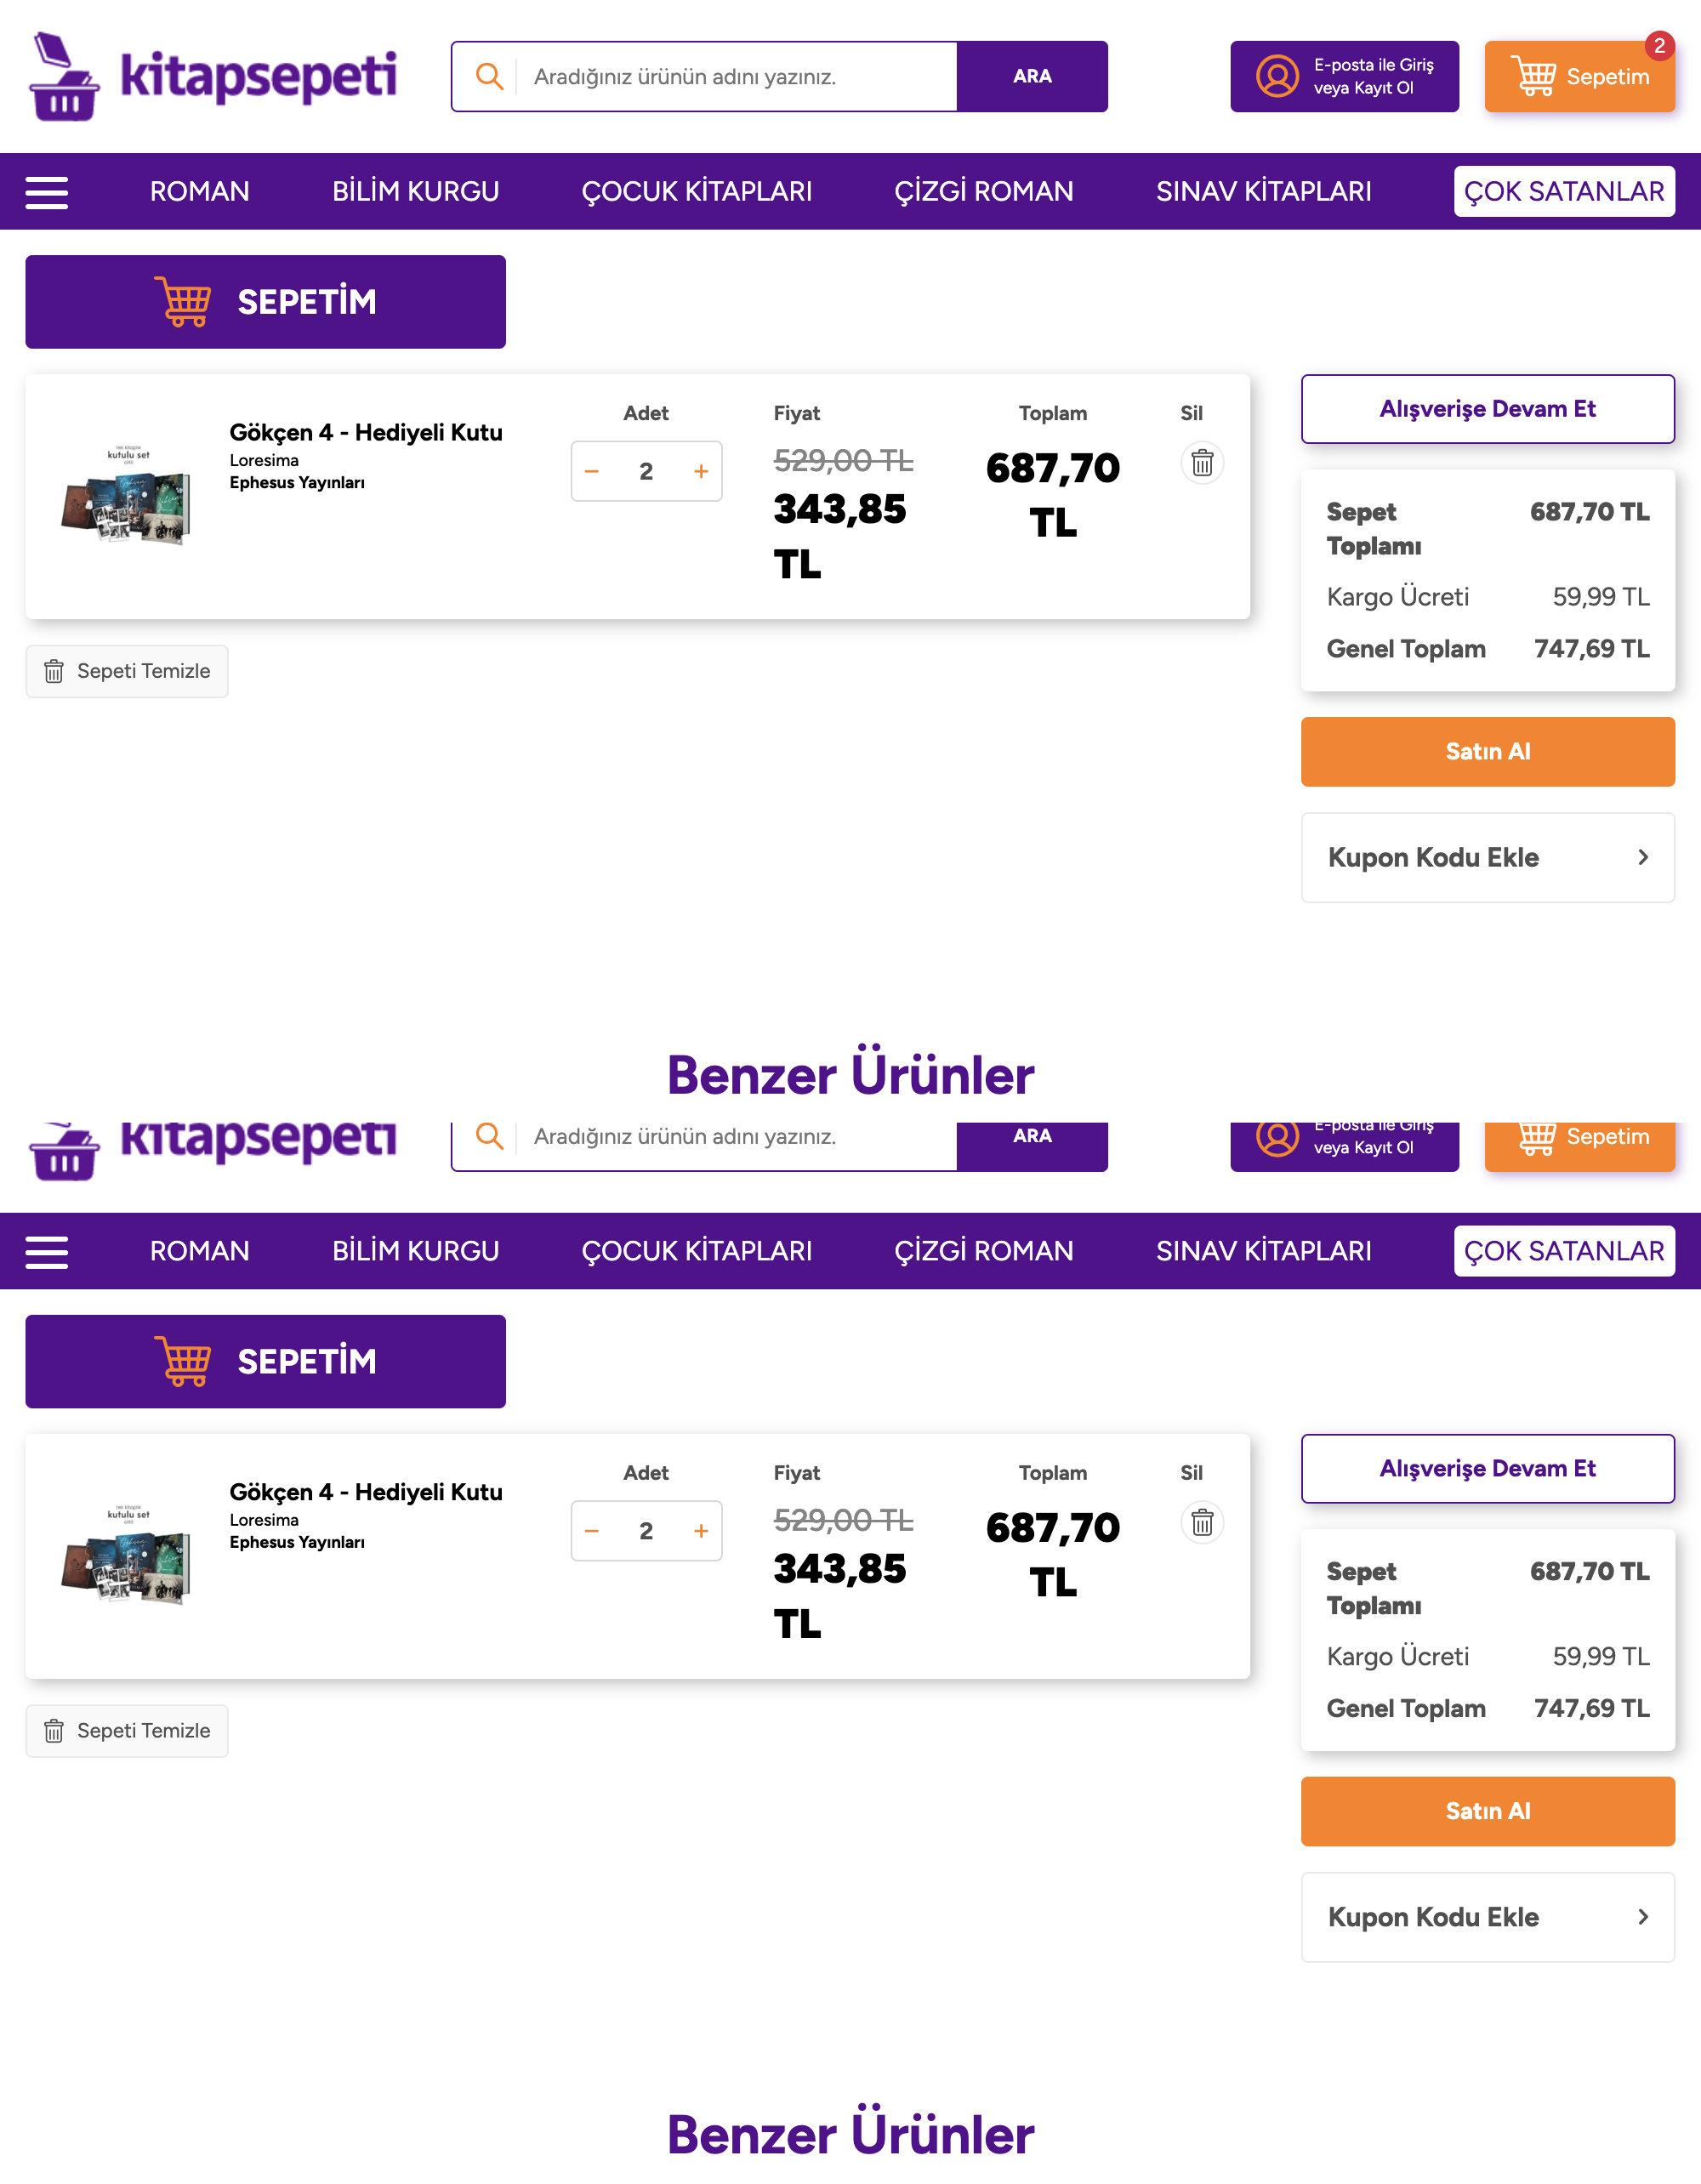 kitapsepeti
Aradığınız ürünün adını yazınız.
ARA
E-posta ile Giriş
veya Kayıt Ol
2
Sepetim
ROMAN
BİLİM KURGU
ÇOCUK KİTAPLARI
ÇİZGİ ROMAN
SINAV KİTAPLARI
ÇOK SATANLAR
SEPETİM
kutulu set
Gökçen 4 - Hediyeli Kutu
Loresima
Ephesus Yayınları
Adet
2
Fiyat
529,00 TL
343,85
TL
Toplam
687,70
TL
Sil
Sepeti Temizle
Alışverişe Devam Et
Sepet
Toplamı
687,70 TL
Kargo Ücreti
59,99 TL
Genel Toplam
747,69 TL
Satın Al
Kupon Kodu Ekle
Benzer Ürünler
kitapsepeti
Aradığınız ürünün adını yazınız.
ARA
E-posta ile Giriş
veya Kayıt Ol
Sepetim
ROMAN
BİLİM KURGU
ÇOCUK KİTAPLARI
ÇİZGİ ROMAN
SINAV KİTAPLARI
ÇOK SATANLAR
SEPETİM
kutulu set
Gökçen 4 - Hediyeli Kutu
Loresima
Ephesus Yayınları
Adet
2
Fiyat
529,00 TL
343,85
TL
Toplam
687,70
TL
Sil
Sepeti Temizle
Alışverişe Devam Et
Sepet
Toplamı
687,70 TL
Kargo Ücreti
59,99 TL
Genel Toplam
747,69 TL
Satın Al
Kupon Kodu Ekle
Benzer Ürünler